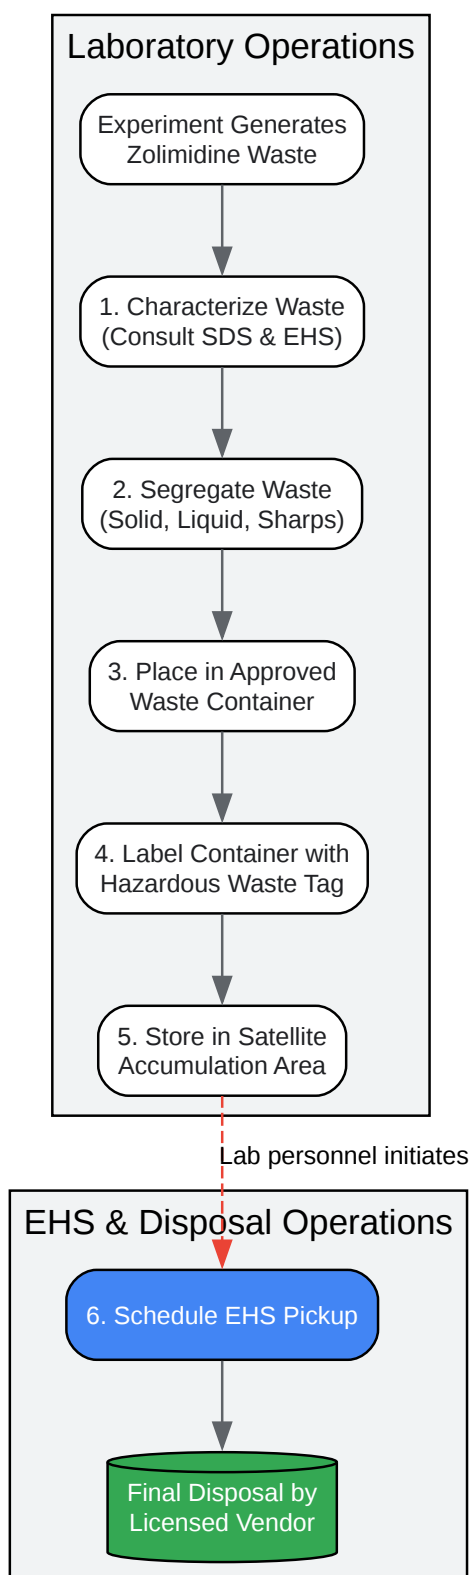 Laboratory Operations
Experiment Generates
Zolimidine Waste
1. Characterize Waste
(Consult SDS & EHS)
2. Segregate Waste
(Solid, Liquid, Sharps)
3. Place in Approved
Waste Container
4. Label Container with
Hazardous Waste Tag
5. Store in Satellite
Accumulation Area
Lab personnel initiates
EHS & Disposal Operations
6. Schedule EHS Pickup
Final Disposal by
Licensed Vendor